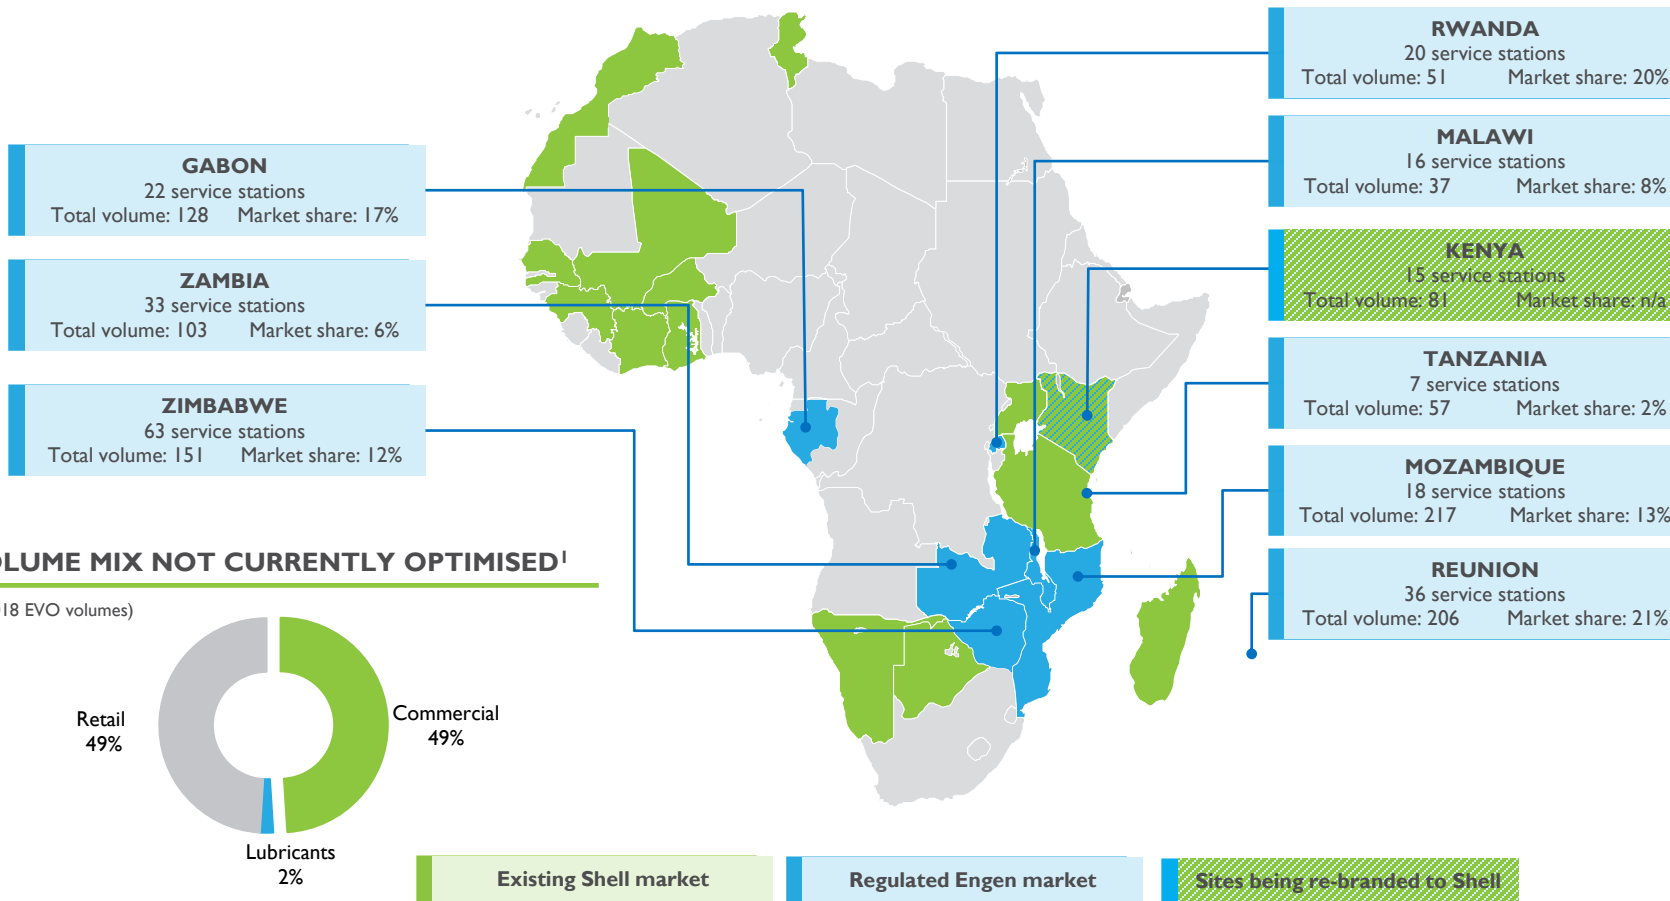 GABON
22 service stations
Total volume: 128 Market share: 17%
ZAMBIA
33 service stations
Total volume: 103 Market share: 6%
ZIMBABWE
63 service stations
Total volume: 151 Market share: 12%
RWANDA
20 service stations
Total volume: 51 Market share: 20%
MALAWI
16 service stations
Total volume: 37 Market share: 8%
KENYA
15 service stations
Total volume: 81 Market share: n/a
TANZANIA
7 service stations
Total volume: 57 Market share: 2%
MOZAMBIQUE
18 service stations
Total volume: 217 Market share: 13%
REUNION
36 service stations
Total volume: 206 Market share: 21%
OLUME MIX NOT CURRENTLY OPTIMISED¹
18 EVO volumes)
Retail
49%
Commercial
49%
Lubricants
2%
Existing Shell market
Regulated Engen market
Sites being re-branded to Shell